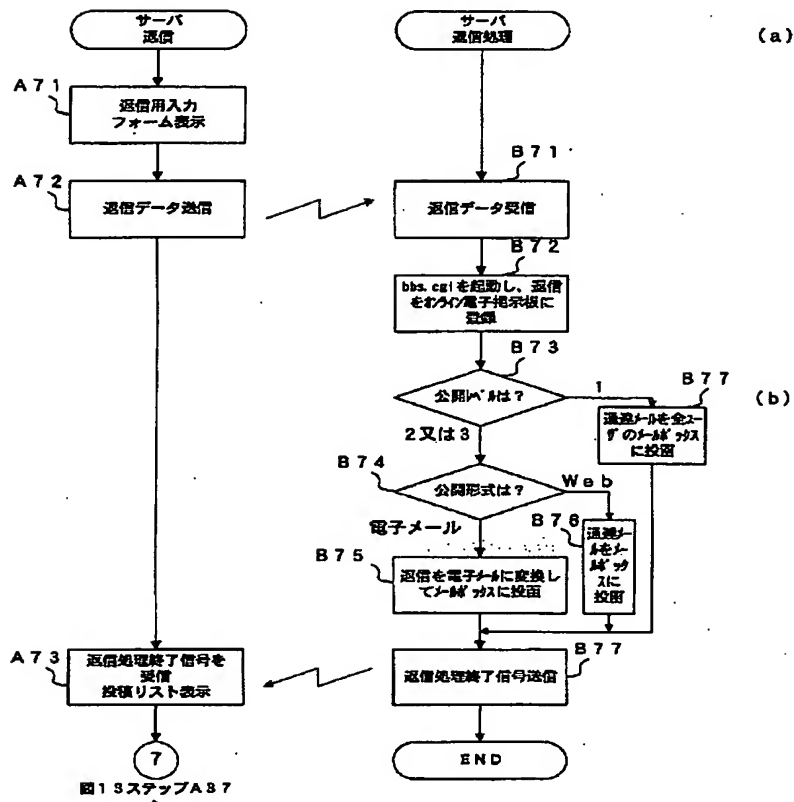 サーバ
返信
サーバ
返信処理
(a)
A71
返信用入力
フォーム表示
A72
返信データ送信
B71
返信データ受信
B72
bbs.cgiを起動し、返信
をオンライン電子掲示板に
登録
B73
公開レベルは?
1
B77
通達メールを全ユー
ザのメールボックス
に投函
(b)
2又は3
B74
公開形式は?
Web
電子メール
B76
通達メール
をメール
ボックス
に
投函
B75
返信を電子メールに変換し
てメールボックスに投函
A73
返信処理終了信号を
受信
投稿リスト表示
B77
返信処理終了信号送信
7
END
図13ステップA37